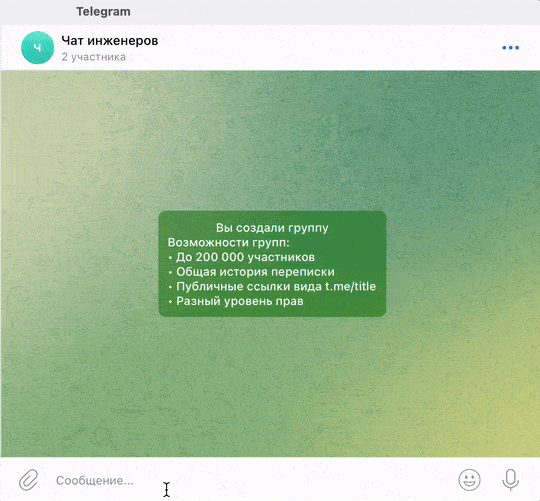 Telegram
Ч
Чат инженеров
2 участника
Вы создали группу
Возможности групп:
• До 200 000 участников
• Общая история переписки
• Публичные ссылки вида t.me/title
• Разный уровень прав
Сообщение...